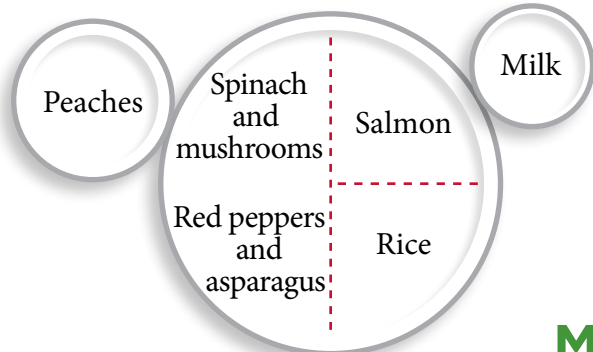 Peaches
Spinach
and
mushrooms
Salmon
Milk
Red peppers
and
asparagus
Rice
M